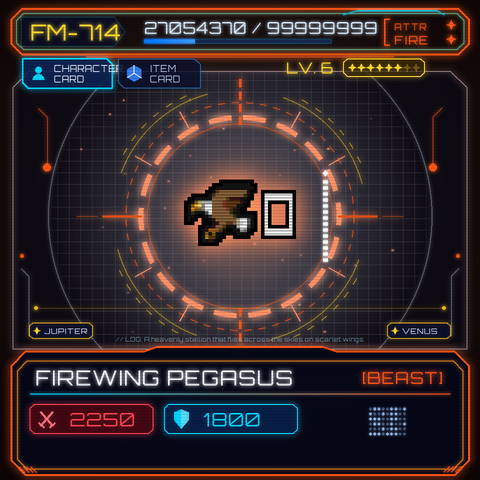 FM-714
27054370 / 99999999
ATTR
FIRE
CHARACTER
CARD
ITEM
CARD
LV. 6
JUPITER
VENUS
// LOG: A heavenly stallion that flies across the skies on scarlet wings
FIREWING PEGASUS
[BEAST]
2250
1800